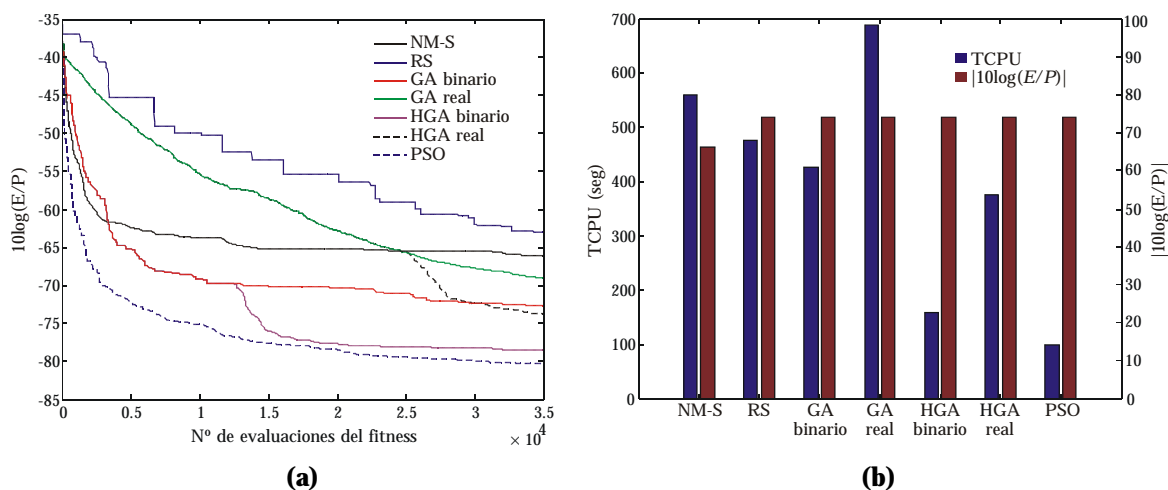 -35
-40
-45
-50
-55
-60
-65
-70
-75
-80
-85
10log(E/P)
0
0.5
1
1.5
2
2.5
3
3.5
× 10⁴
Nº de evaluaciones del fitness
NM-S
RS
GA binario
GA real
HGA binario
HGA real
PSO
(a)
700
600
500
400
300
200
100
0
TCPU (seg)
100
90
80
70
60
50
40
30
20
10
0
|10log(E/P)|
TCPU
|10log(E/P)|
NM-S
RS
GA binario
GA real
HGA binario
HGA real
PSO
(b)